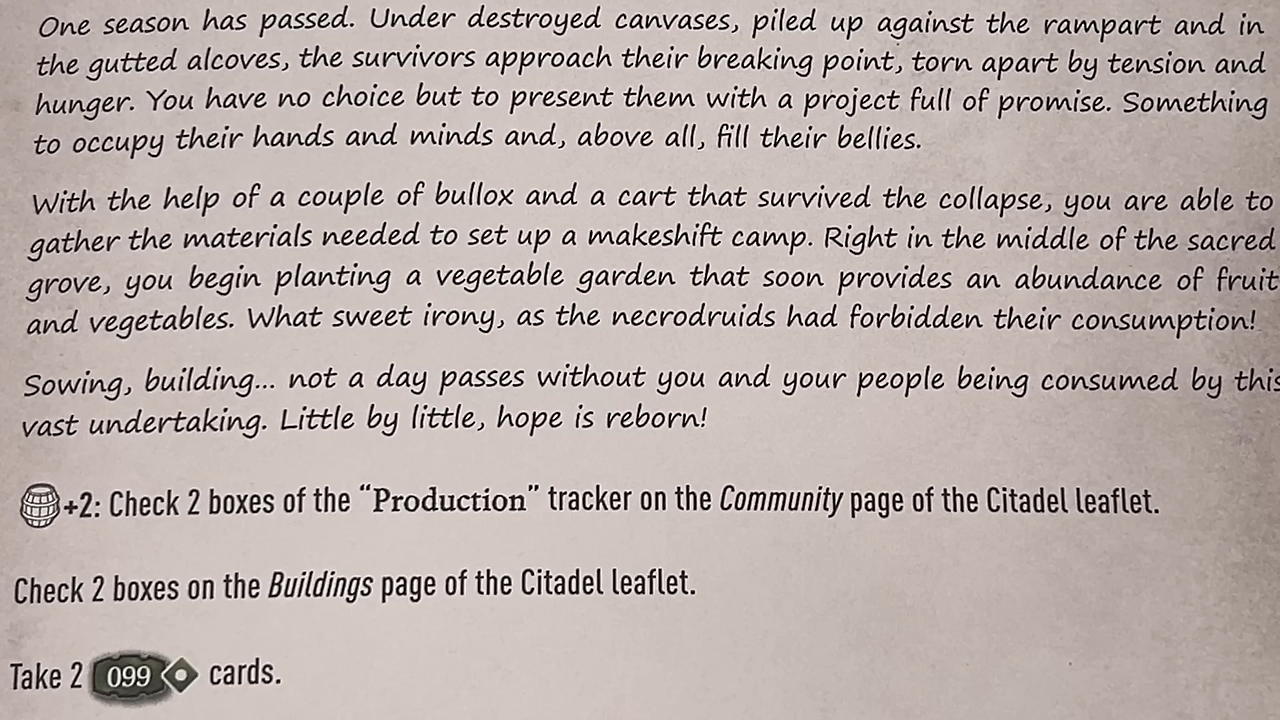 One season has passed. Under destroyed canvases, piled up against the rampart and in
the gutted alcoves, the survivors approach their breaking point, torn apart by tension and
hunger. You have no choice but to present them with a project full of promise. Something
to occupy their hands and minds and, above all, fill their bellies.
With the help of a couple of bullox and a cart that survived the collapse, you are able to
gather the materials needed to set up a makeshift camp. Right in the middle of the sacred
grove, you begin planting a vegetable garden that soon provides an abundance of fruit
and vegetables. What sweet irony, as the necrodruids had forbidden their consumption!
Sowing, building... not a day passes without you and your people being consumed by this
vast undertaking. Little by little, hope is reborn!
+2: Check 2 boxes of the “Production” tracker on the Community page of the Citadel leaflet.
Check 2 boxes on the Buildings page of the Citadel leaflet.
Take 2 099 cards.